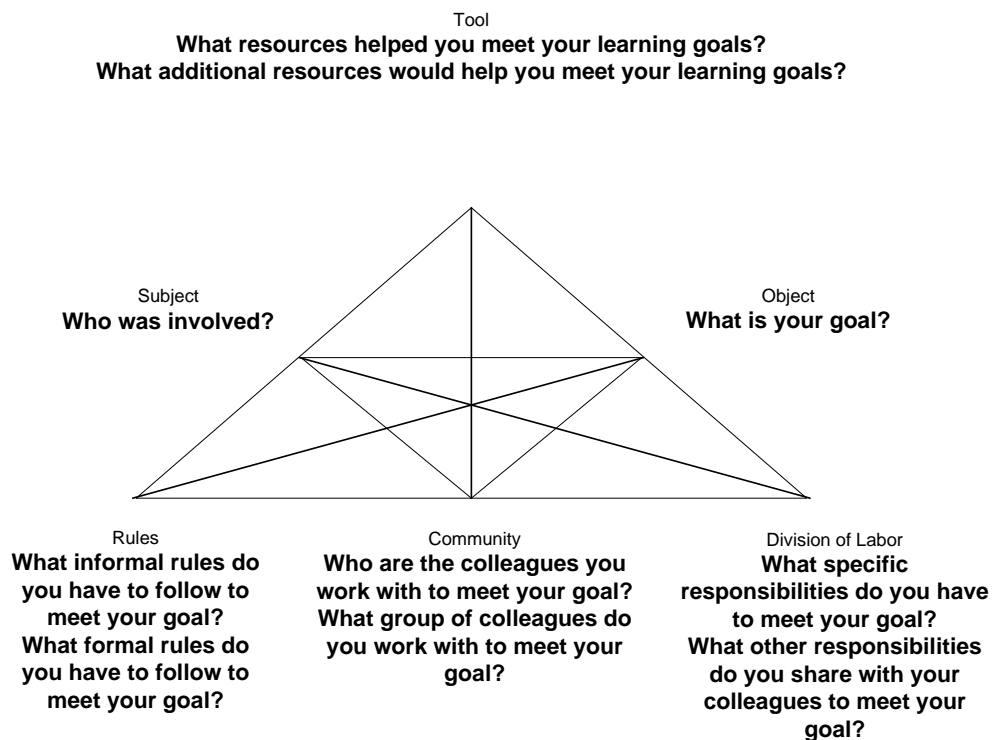 Tool
What resources helped you meet your learning goals?
What additional resources would help you meet your learning goals?
Subject
Who was involved?
Object
What is your goal?
Rules
What informal rules do
you have to follow to
meet your goal?
What formal rules do
you have to follow to
meet your goal?
Community
Who are the colleagues you
work with to meet your goal?
What group of colleagues do
you work with to meet your
goal?
Division of Labor
What specific
responsibilities do you have
to meet your goal?
What other responsibilities
do you share with your
colleagues to meet your
goal?